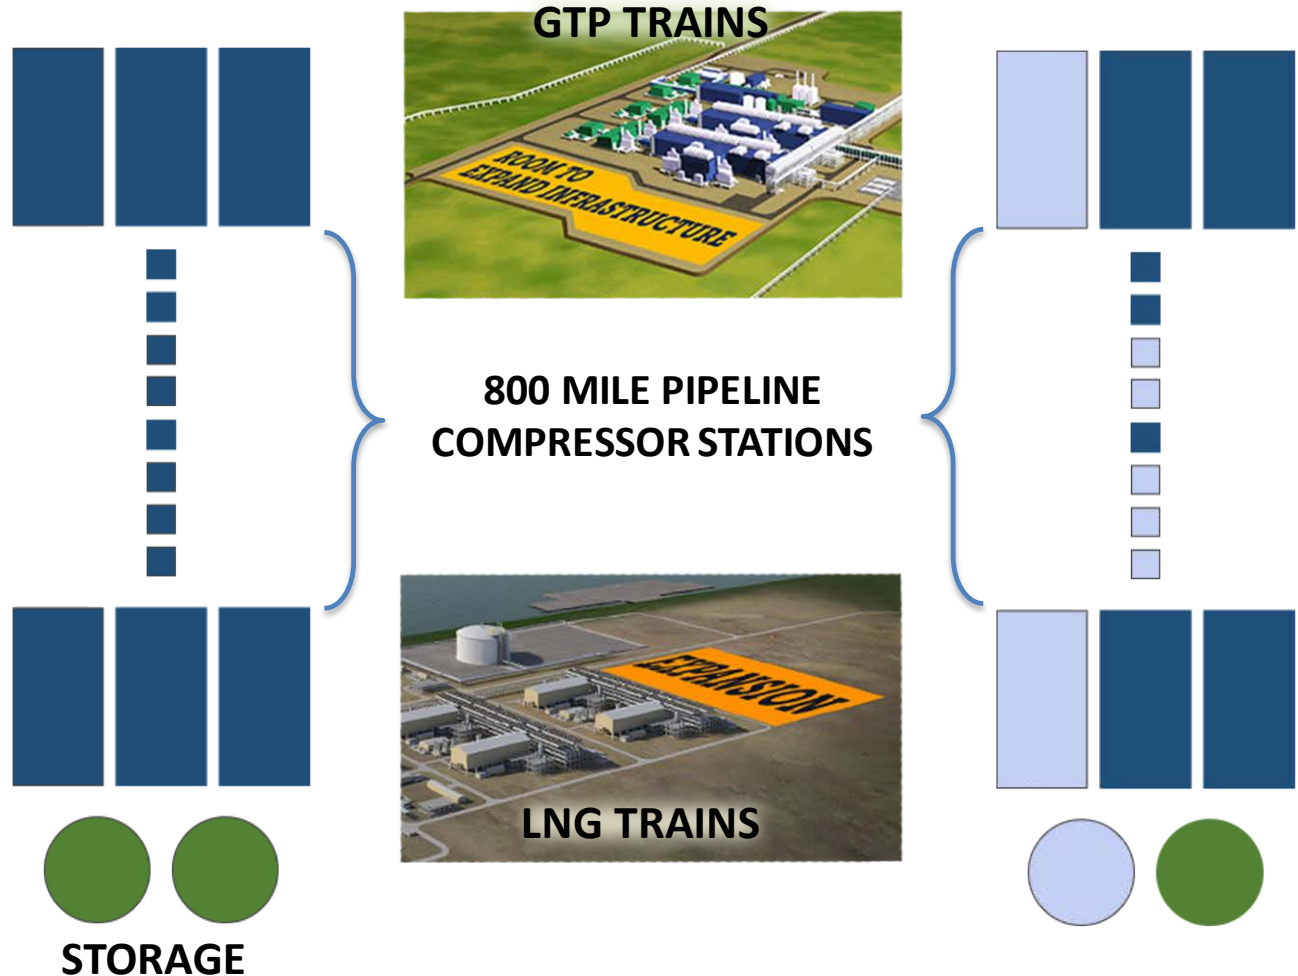 GTP TRAINS
ROOM TO
EXPAND INFRASTRUCTURE
800 MILE PIPELINE
COMPRESSOR STATIONS
EXPANSION
LNG TRAINS
STORAGE